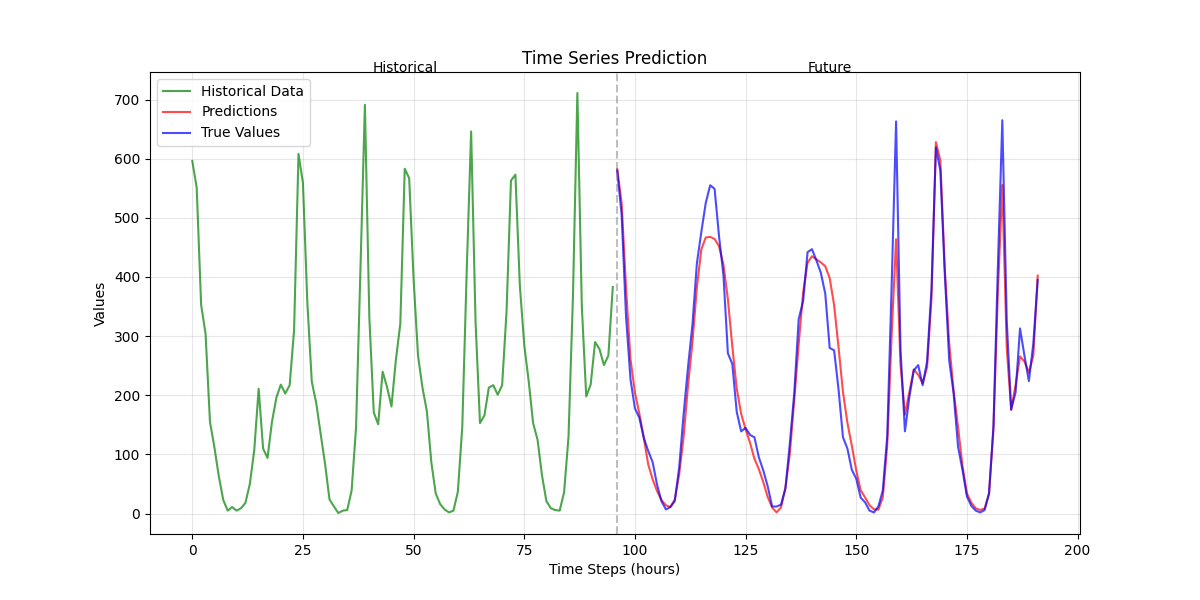 Time Series Prediction
Historical
Future
Historical Data
Predictions
True Values
Values
700
600
500
400
300
200
100
0
0
25
50
75
100
125
150
175
200
Time Steps (hours)